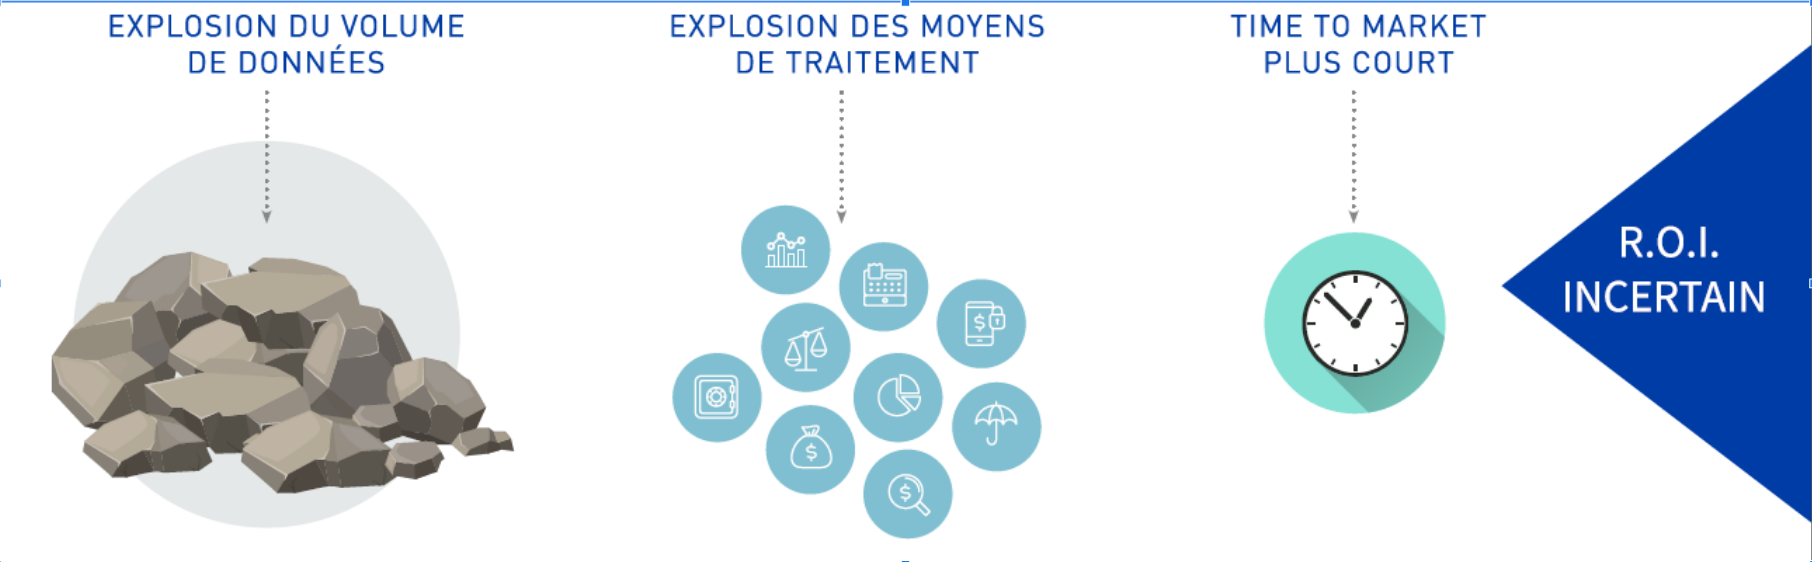 EXPLOSION DU VOLUME
DE DONNÉES
EXPLOSION DES MOYENS
DE TRAITEMENT
TIME TO MARKET
PLUS COURT
R.O.I.
INCERTAIN
$
$
$